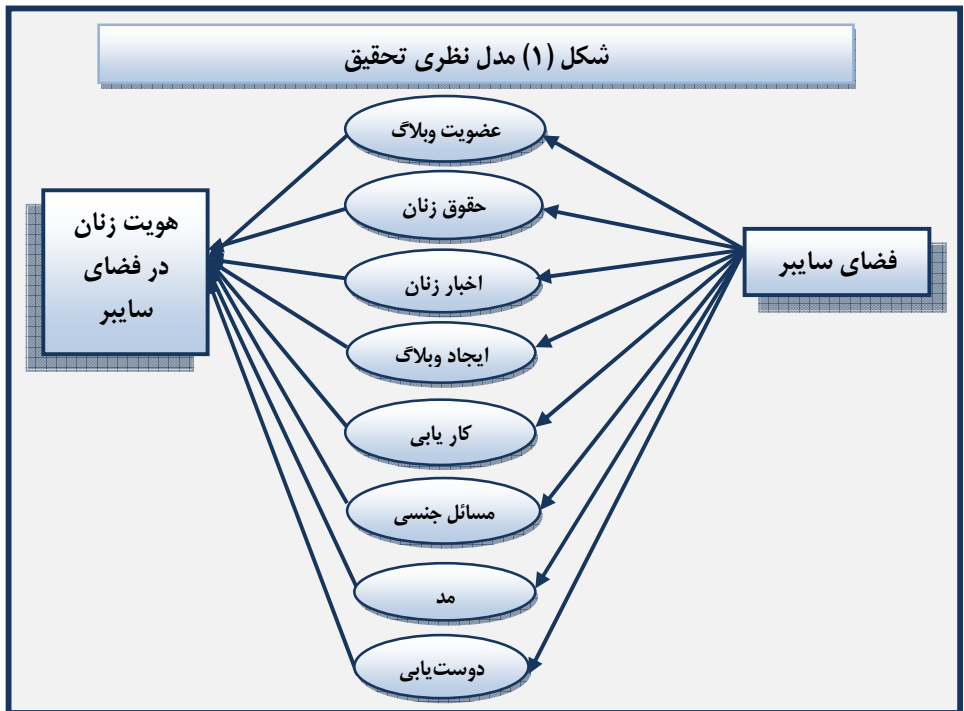 شکل (۱) مدل نظری تحقیق
فضای سایبر
عضویت وبلاگ
حقوق زنان
اخبار زنان
ایجاد وبلاگ
کار یابی
مسائل جنسی
مد
دوست‌یابی
هویت زنان
در فضای
سایبر